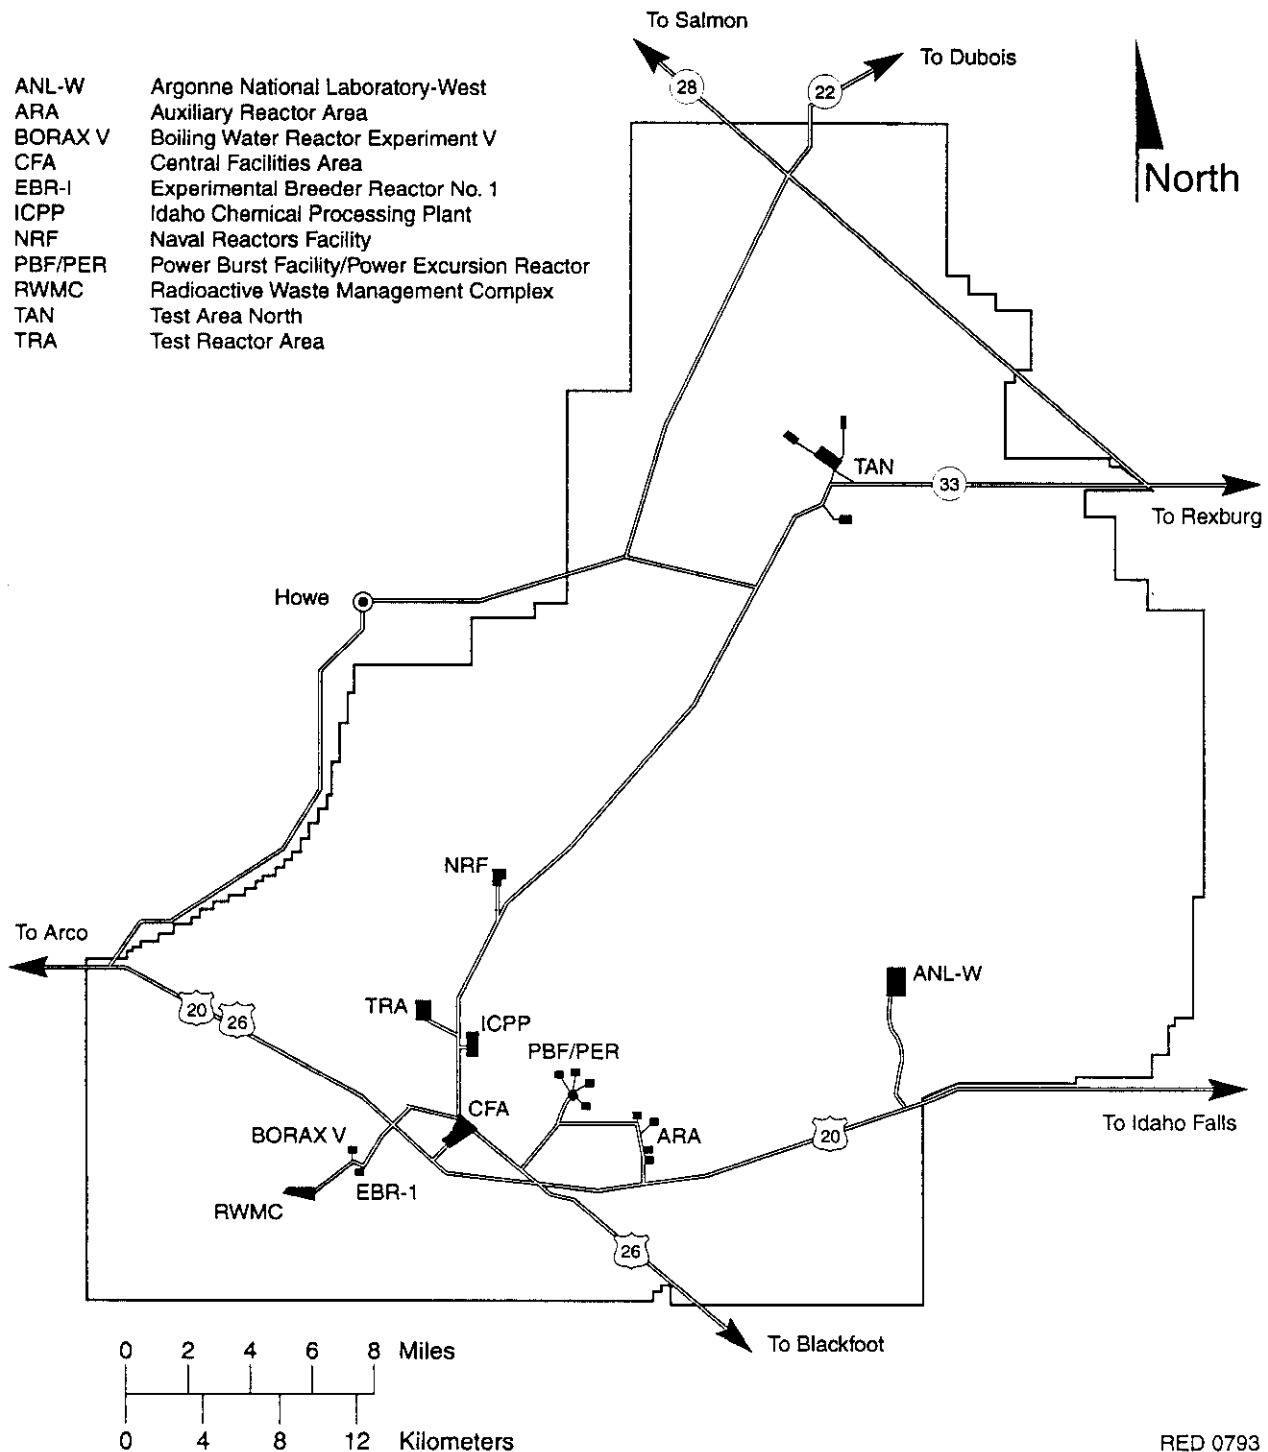 To Salmon
To Dubois
28
22
ANL-W Argonne National Laboratory-West
ARA Auxiliary Reactor Area
BORAX V Boiling Water Reactor Experiment V
CFA Central Facilities Area
EBR-I Experimental Breeder Reactor No. 1
ICPP Idaho Chemical Processing Plant
NRF Naval Reactors Facility
PBF/PER Power Burst Facility/Power Excursion Reactor
RWMC Radioactive Waste Management Complex
TAN Test Area North
TRA Test Reactor Area
North
TAN
33
To Rexburg
Howe
NRF
To Arco
ANL-W
20
26
TRA
ICPP
PBF/PER
CFA
To Idaho Falls
BORAX V
ARA
20
EBR-1
RWMC
26
To Blackfoot
0 2 4 6 8 Miles
0 4 8 12 Kilometers
RED 0793